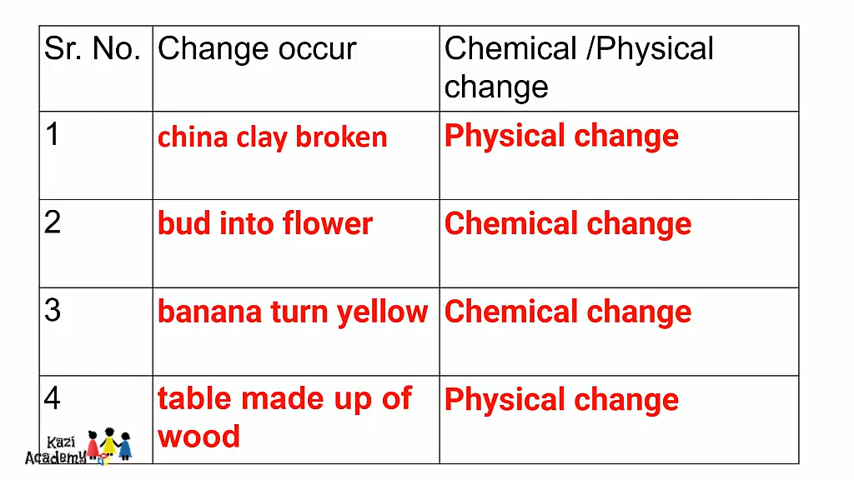 Sr. No. Change occur Chemical /Physical
change
1 china clay broken Physical change
2 bud into flower Chemical change
3 banana turn yellow Chemical change
4 table made up of Physical change
wood
Kazi
Academy